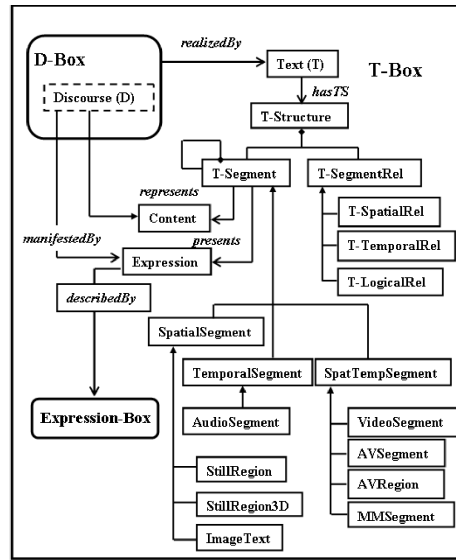 D-Box
realizedBy
Text (T)
T-Box
Discourse (D)
hasTS
T-Structure
T-Segment
T-SegmentRel
represents
Content
T-SpatialRel
manifestedBy
presents
T-TemporalRel
Expression
T-LogicalRel
describedBy
SpatialSegment
TemporalSegment
SpatTempSegment
Expression-Box
AudioSegment
VideoSegment
AVSegment
StillRegion
AVRegion
StillRegion3D
MMSegment
ImageText